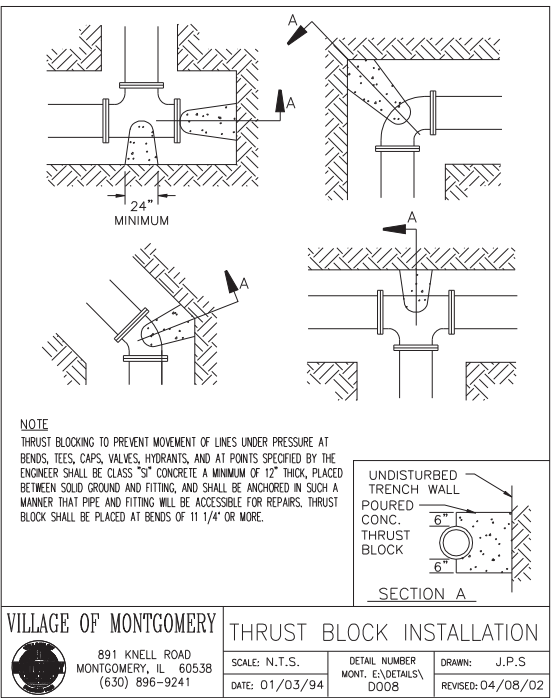 A
A
24"
MINIMUM
A
A
NOTE
THRUST BLOCKING TO PREVENT MOVEMENT OF LINES UNDER PRESSURE AT
BENDS, TEES, CAPS, VALVES, HYDRANTS, AND AT POINTS SPECIFIED BY THE
ENGINEER SHALL BE CLASS "SI" CONCRETE A MINIMUM OF 12" THICK, PLACED
BETWEEN SOLID GROUND AND FITTING, AND SHALL BE ANCHORED IN SUCH A
MANNER THAT PIPE AND FITTING WILL BE ACCESSIBLE FOR REPAIRS. THRUST
BLOCK SHALL BE PLACED AT BENDS OF 11 1/4° OR MORE.
UNDISTURBED
TRENCH WALL
POURED
CONC.
THRUST
BLOCK
6"
6"
SECTION A
VILLAGE OF MONTGOMERY
891 KNELL ROAD
MONTGOMERY, IL 60538
(630) 896-9241
THRUST BLOCK INSTALLATION
SCALE: N.T.S.
DATE: 01/03/94
DETAIL NUMBER
MONT. E:\DETAILS\
D008
DRAWN: J.P.S
REVISED: 04/08/02